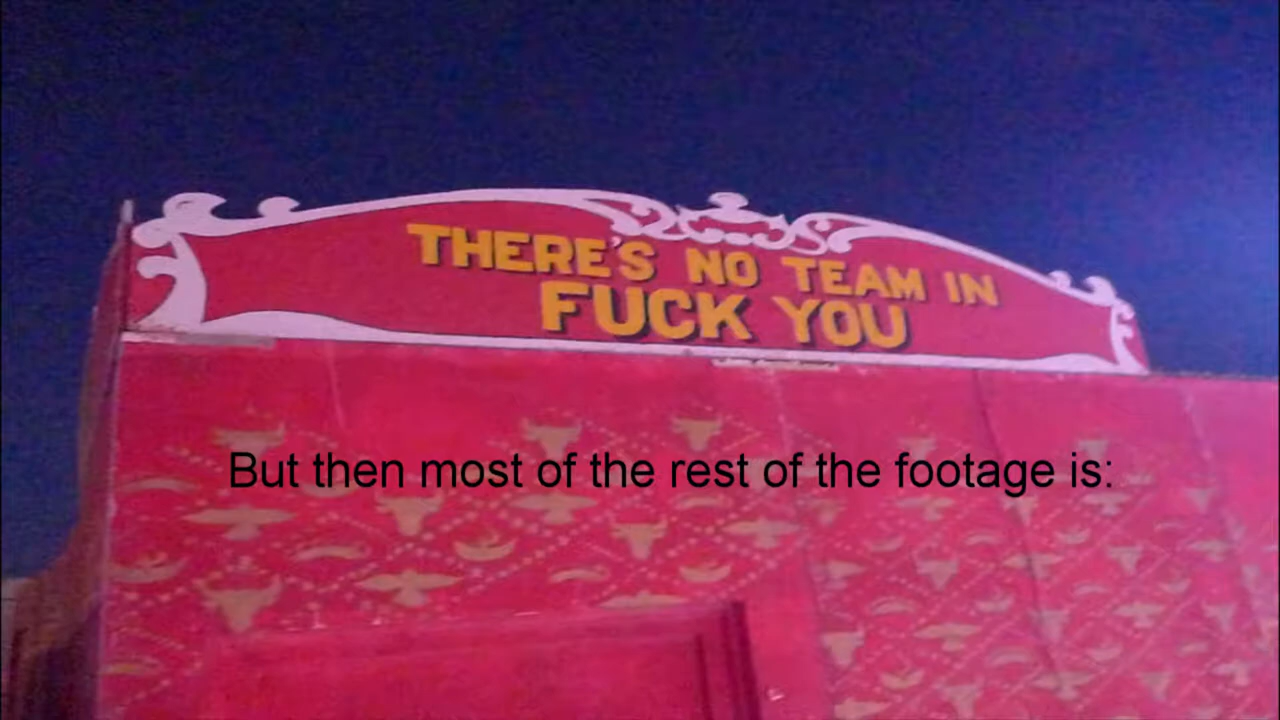 THERE'S NO TEAM IN
FUCK YOU
But then most of the rest of the footage is: